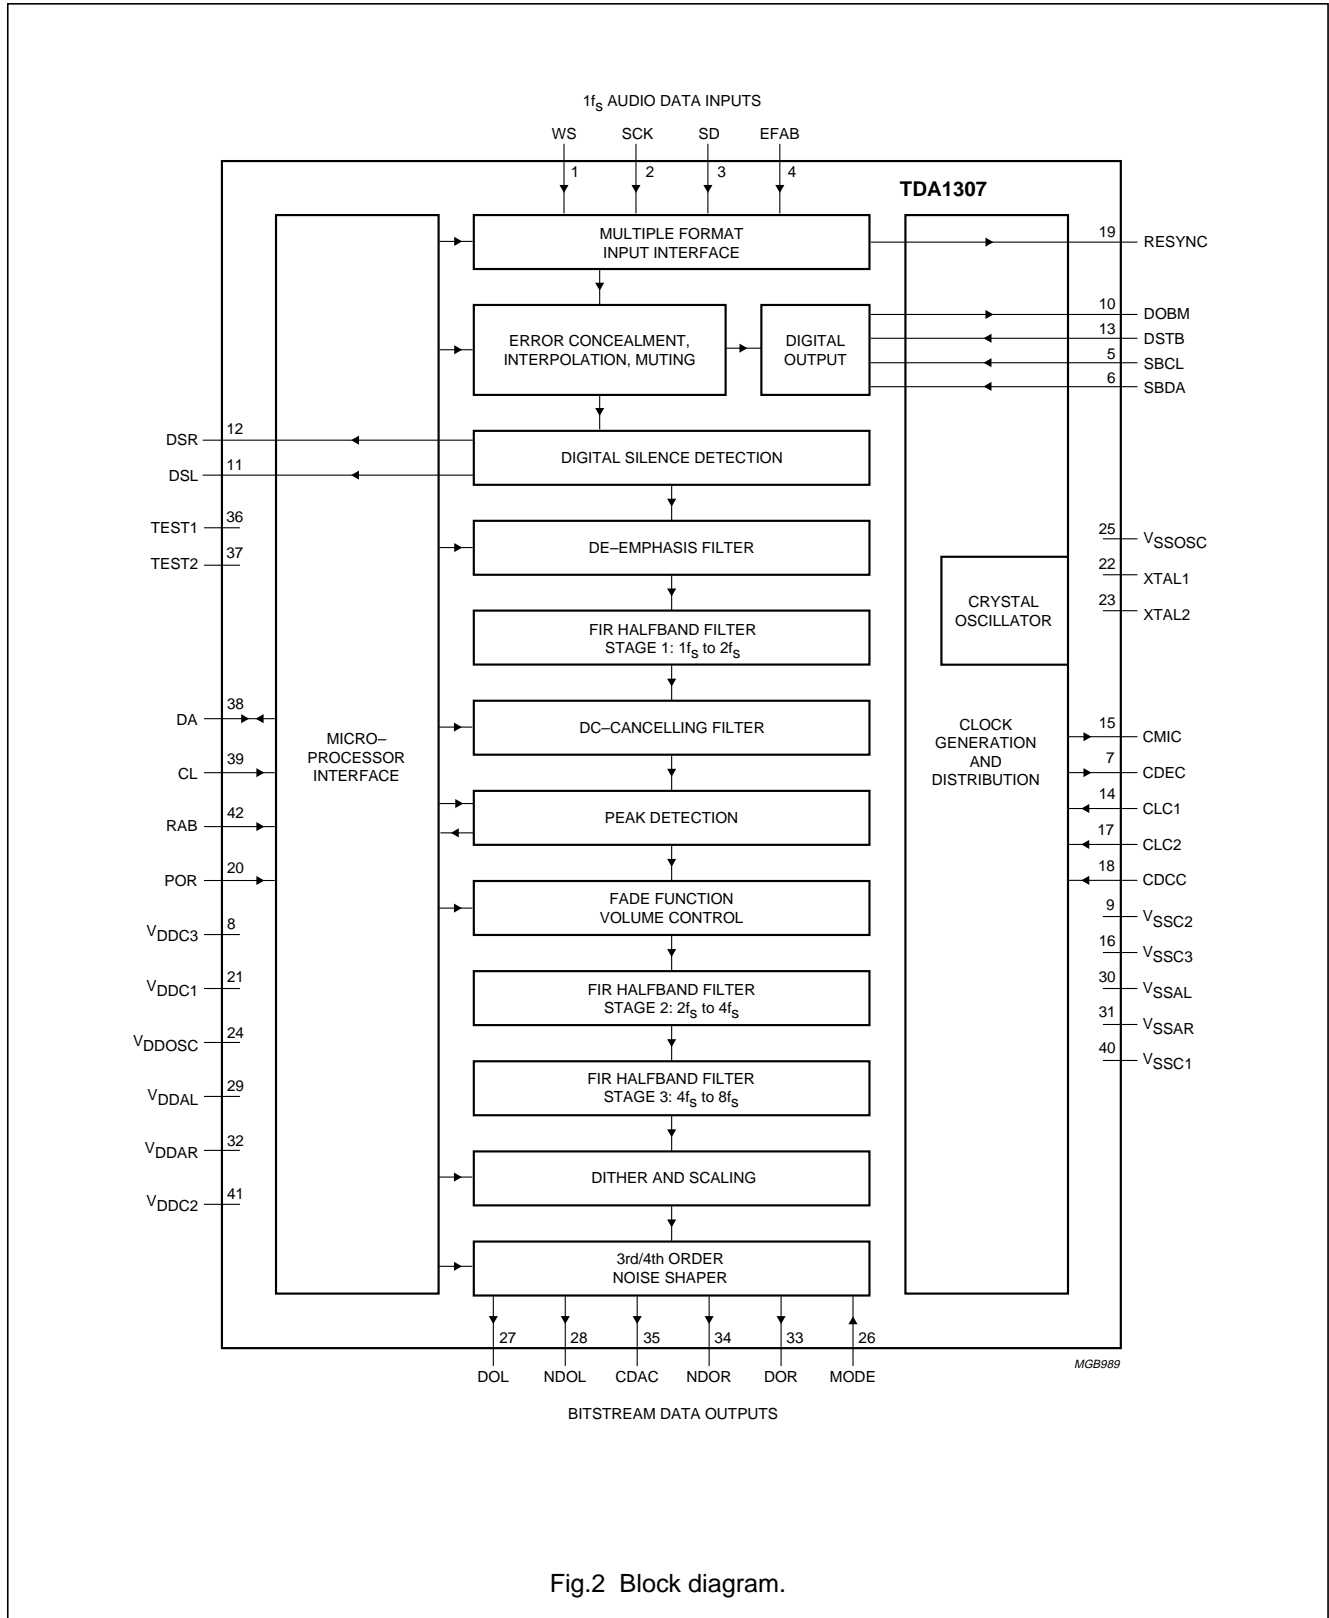 1fs AUDIO DATA INPUTS
WS SCK SD EFAB
1 2 3 4
TDA1307
MULTIPLE FORMAT
INPUT INTERFACE
19 RESYNC
ERROR CONCEALMENT,
INTERPOLATION, MUTING
DIGITAL
OUTPUT
10 DOBM
13 DSTB
5 SBCL
6 SBDA
DSR 12
DSL 11
DIGITAL SILENCE DETECTION
TEST1 36
TEST2 37
DE–EMPHASIS FILTER
25 VSSOSC
22 XTAL1
23 XTAL2
CRYSTAL
OSCILLATOR
FIR HALFBAND FILTER
STAGE 1: 1fs to 2fs
DA 38
CL 39
RAB 42
POR 20
MICRO–
PROCESSOR
INTERFACE
DC–CANCELLING FILTER
CLOCK
GENERATION
AND
DISTRIBUTION
15 CMIC
7 CDEC
14 CLC1
17 CLC2
18 CDCC
PEAK DETECTION
FADE FUNCTION
VOLUME CONTROL
VDDC3 8
VDDC1 21
VDDOSC 24
VDDAL 29
VDDAR 32
VDDC2 41
9 VSSC2
16 VSSC3
30 VSSAL
31 VSSAR
40 VSSC1
FIR HALFBAND FILTER
STAGE 2: 2fs to 4fs
FIR HALFBAND FILTER
STAGE 3: 4fs to 8fs
DITHER AND SCALING
3rd/4th ORDER
NOISE SHAPER
27 28 35 34 33 26
DOL NDOL CDAC NDOR DOR MODE
MGB989
BITSTREAM DATA OUTPUTS
Fig.2 Block diagram.